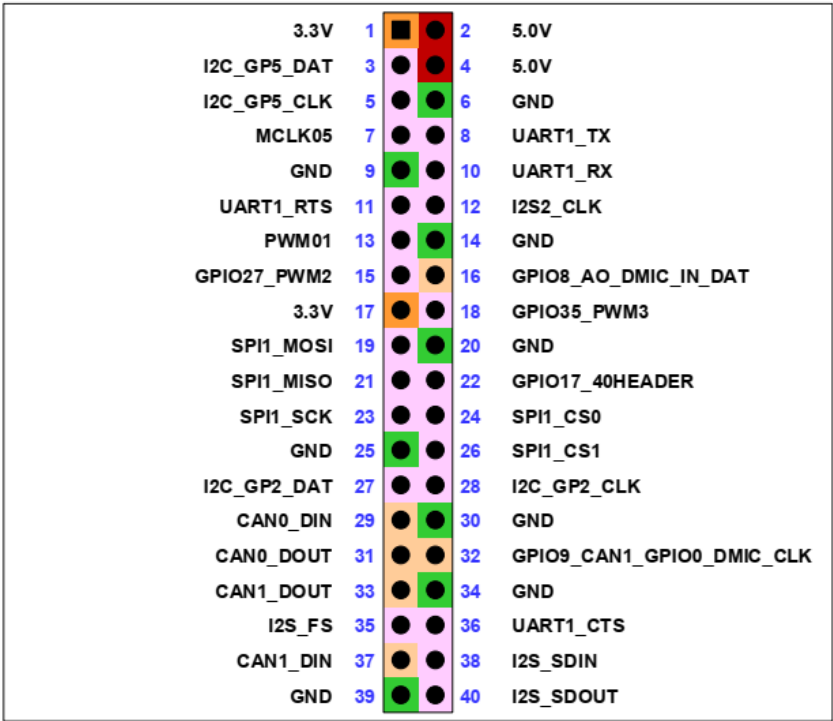 3.3V 1 2 5.0V
I2C_GP5_DAT 3 4 5.0V
I2C_GP5_CLK 5 6 GND
MCLK05 7 8 UART1_TX
GND 9 10 UART1_RX
UART1_RTS 11 12 I2S2_CLK
PWM01 13 14 GND
GPIO27_PWM2 15 16 GPIO8_AO_DMIC_IN_DAT
3.3V 17 18 GPIO35_PWM3
SPI1_MOSI 19 20 GND
SPI1_MISO 21 22 GPIO17_40HEADER
SPI1_SCK 23 24 SPI1_CS0
GND 25 26 SPI1_CS1
I2C_GP2_DAT 27 28 I2C_GP2_CLK
CAN0_DIN 29 30 GND
CAN0_DOUT 31 32 GPIO9_CAN1_GPIO0_DMIC_CLK
CAN1_DOUT 33 34 GND
I2S_FS 35 36 UART1_CTS
CAN1_DIN 37 38 I2S_SDIN
GND 39 40 I2S_SDOUT